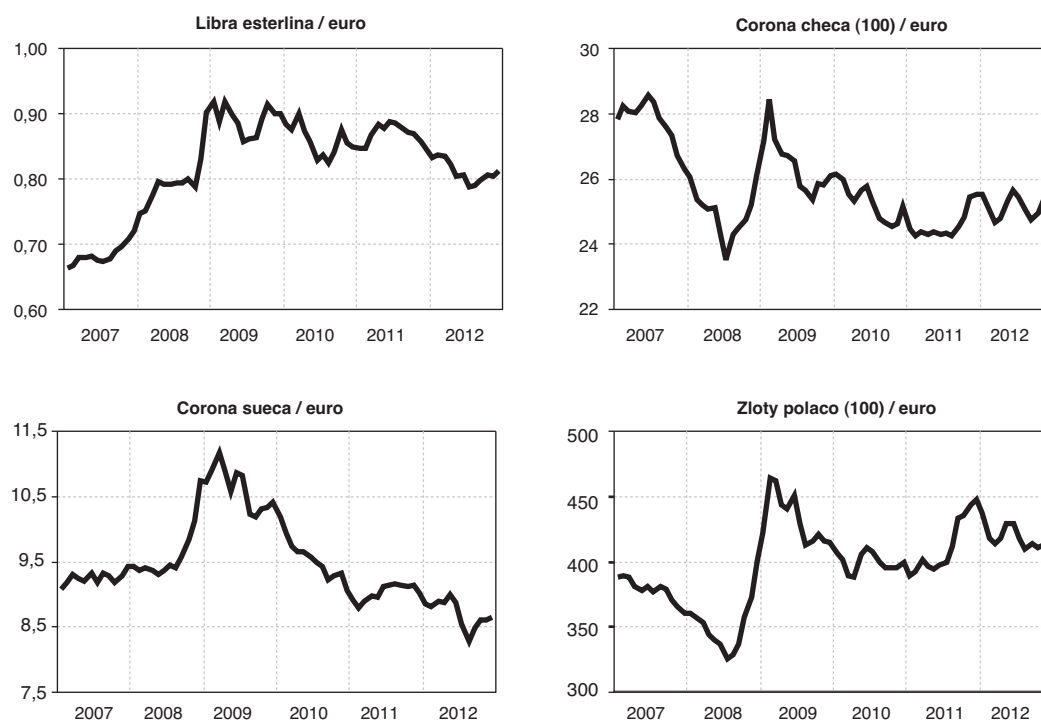 Libra esterlina / euro
1,00
0,90
0,80
0,70
0,60
2007 2008 2009 2010 2011 2012
Corona checa (100) / euro
30
28
26
24
22
2007 2008 2009 2010 2011 2012
Corona sueca / euro
11,5
10,5
9,5
8,5
7,5
2007 2008 2009 2010 2011 2012
Zloty polaco (100) / euro
500
450
400
350
300
2007 2008 2009 2010 2011 2012